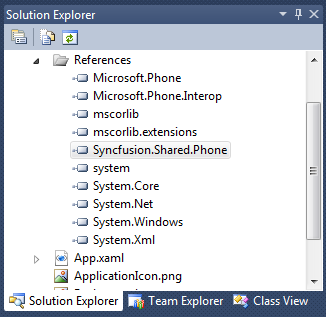 Solution Explorer
References
Microsoft.Phone
Microsoft.Phone.Interop
mscorlib
mscorlib.extensions
Syncfusion.Shared.Phone
system
System.Core
System.Net
System.Windows
System.Xml
App.xaml
ApplicationIcon.png
Solution Explorer Team Explorer Class View